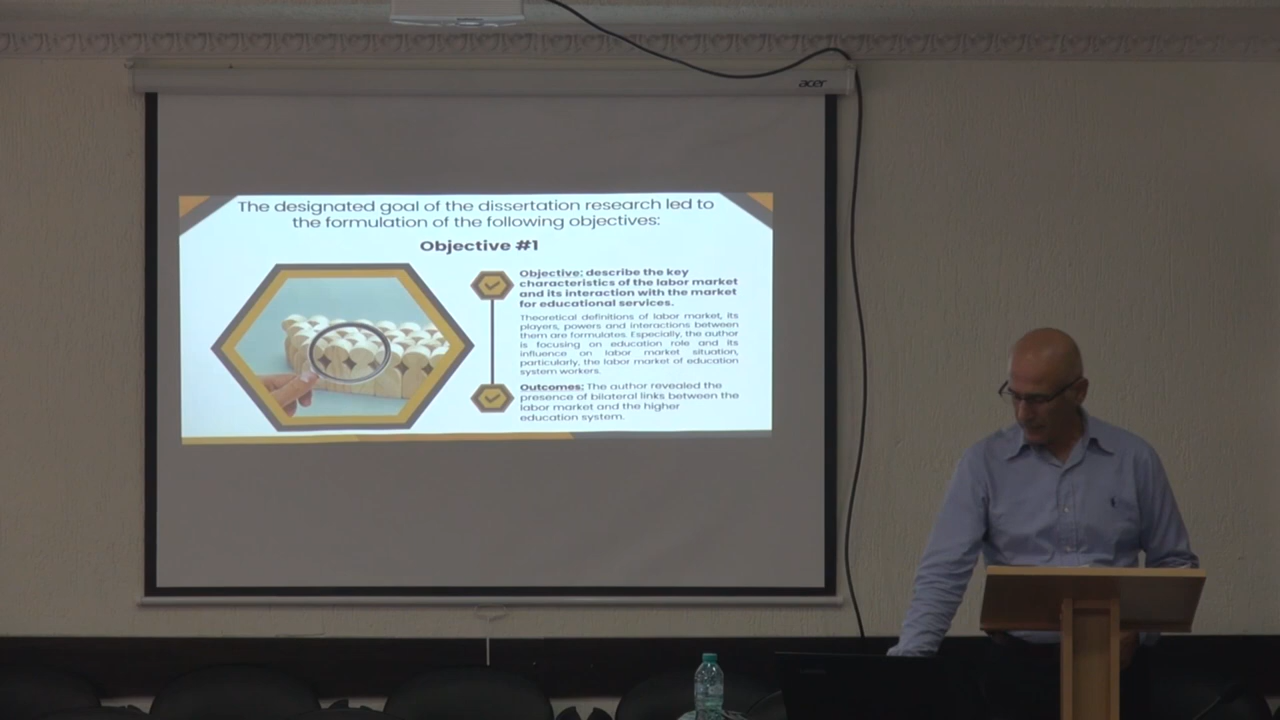 acer
The designated goal of the dissertation research led to
the formulation of the following objectives:
Objective #1
Objective: describe the key
characteristics of the labor market
and its interaction with the market
for educational services.
Theoretical definitions of labor market, its
players, powers and interactions between
them are formulates. Especially, the author
is focusing on education role and its
influence on labor market situation,
particularly, the labor market of education
system workers.
Outcomes: The author revealed the
presence of bilateral links between the
labor market and the higher
education system.